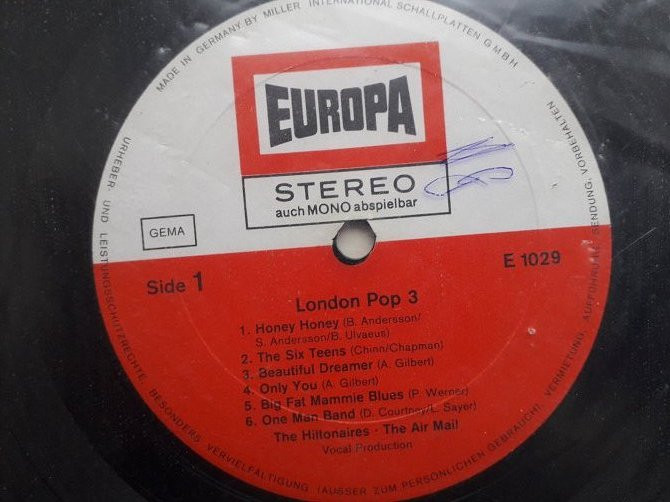 MADE IN GERMANY BY MILLER INTERNATIONAL SCHALLPLATTEN GMBH
EUROPA
STEREO
auch MONO abspielbar
GEMA
Side 1
E 1029
London Pop 3
1. Honey Honey (B. Andersson/
S. Andersson/B. Ulvaeus)
2. The Six Teens (Chinn/Chapman)
3. Beautiful Dreamer (A. Gilbert)
4. Only You (A. Gilbert)
5. Big Fat Mammie Blues (P. Werner)
6. One Man Band (D. Courtney/L. Sayer)
The Hiltonaires · The Air Mail
Vocal Production
URHEBER- UND LEISTUNGSSCHUTZRECHTE BESONDERS VERVIELFÄLTIGUNG (AUSSER ZUM PERSÖNLICHEN GEBRAUCH) VERMIETUNG, AUFFÜHRUNG, SENDUNG, VORBEHALTEN